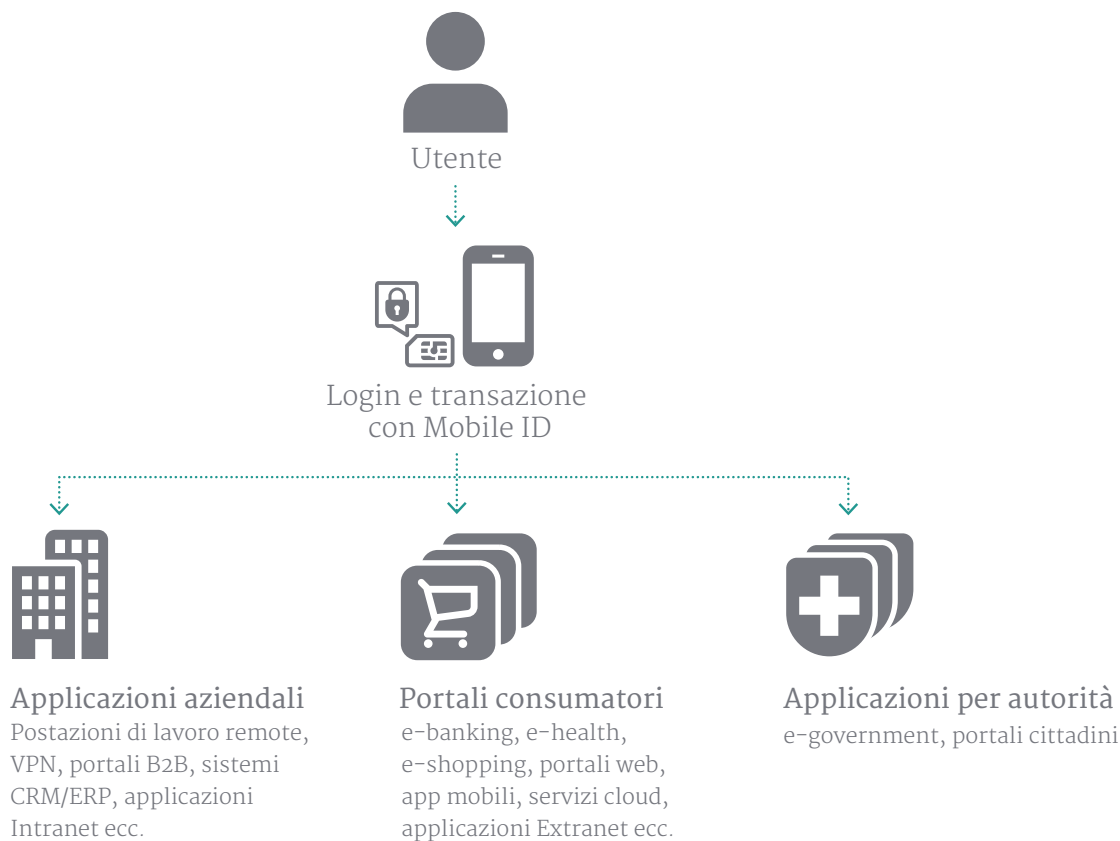 Utente
Login e transazione
con Mobile ID
Applicazioni aziendali
Postazioni di lavoro remote,
VPN, portali B2B, sistemi
CRM/ERP, applicazioni
Intranet ecc.
Portali consumatori
e-banking, e-health,
e-shopping, portali web,
app mobili, servizi cloud,
applicazioni Extranet ecc.
Applicazioni per autorità
e-government, portali cittadini